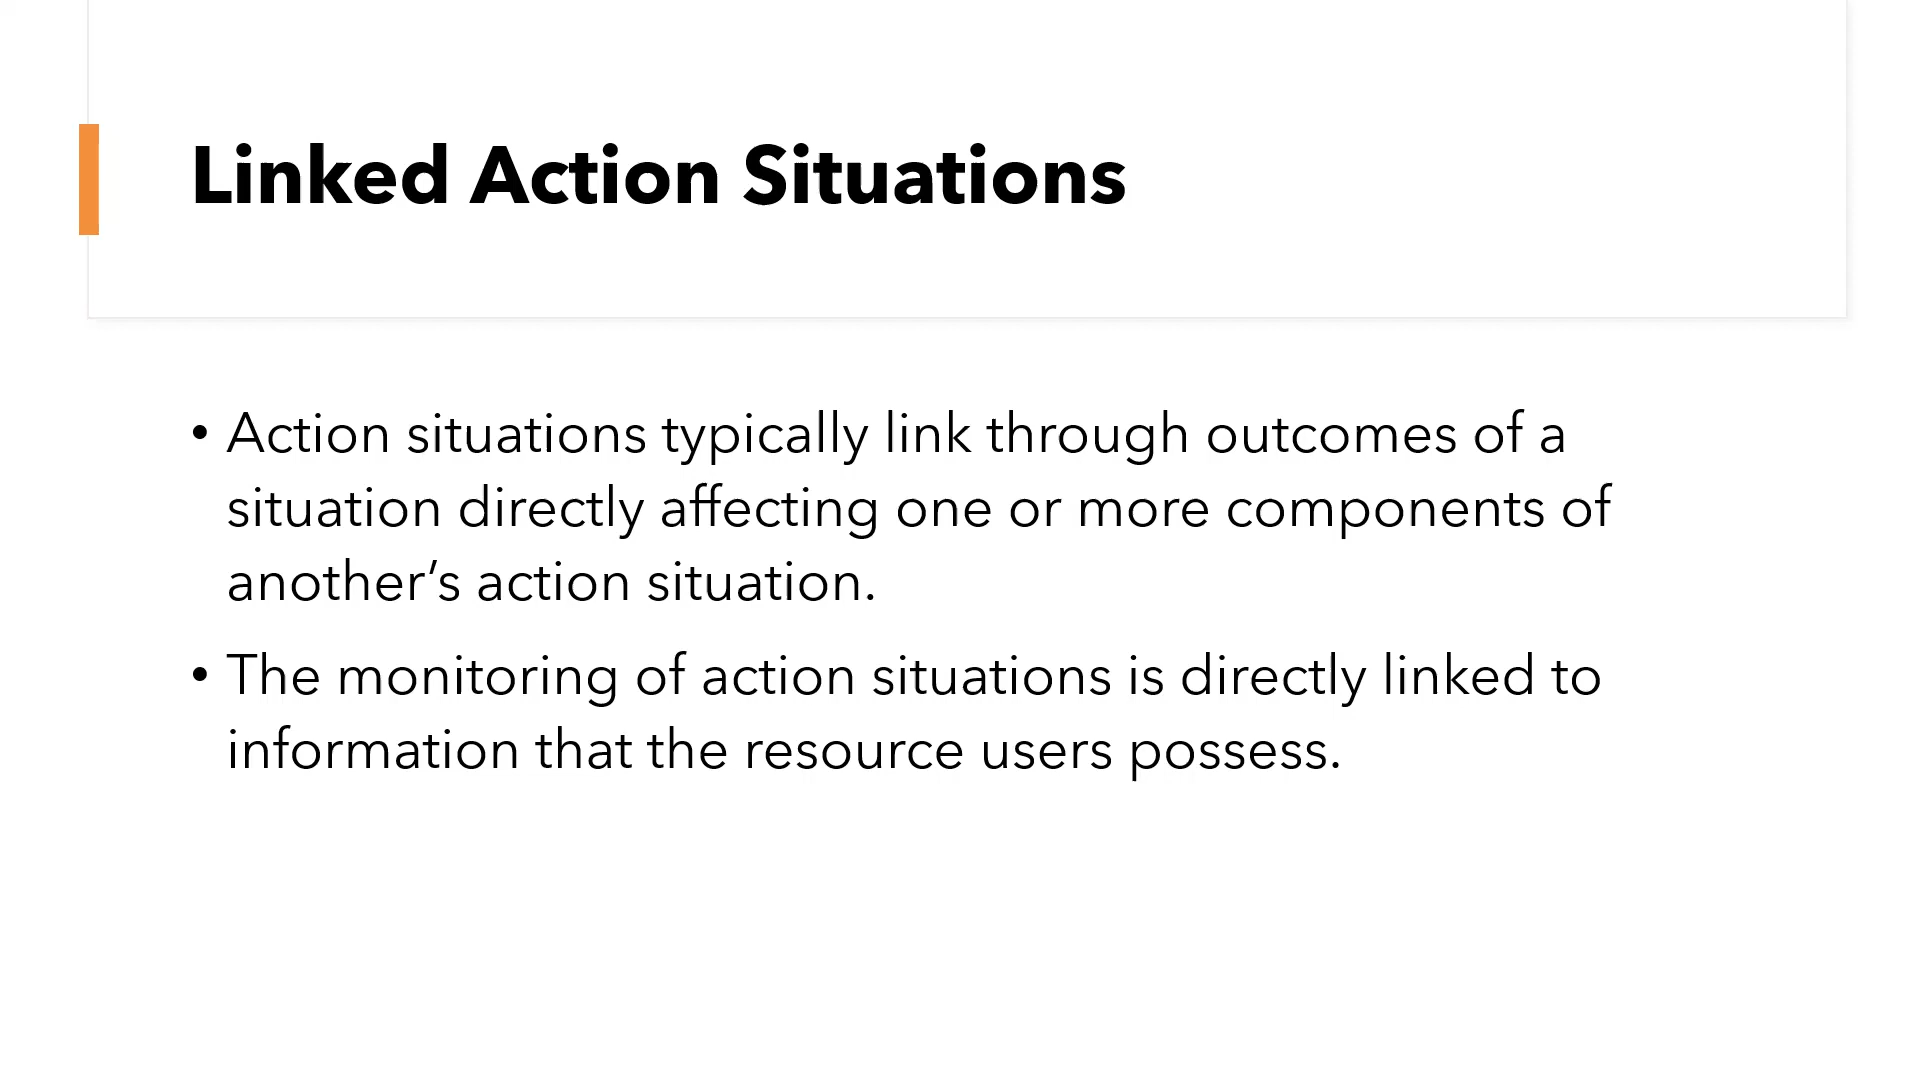 Linked Action Situations
• Action situations typically link through outcomes of a
situation directly affecting one or more components of
another’s action situation.
• The monitoring of action situations is directly linked to
information that the resource users possess.